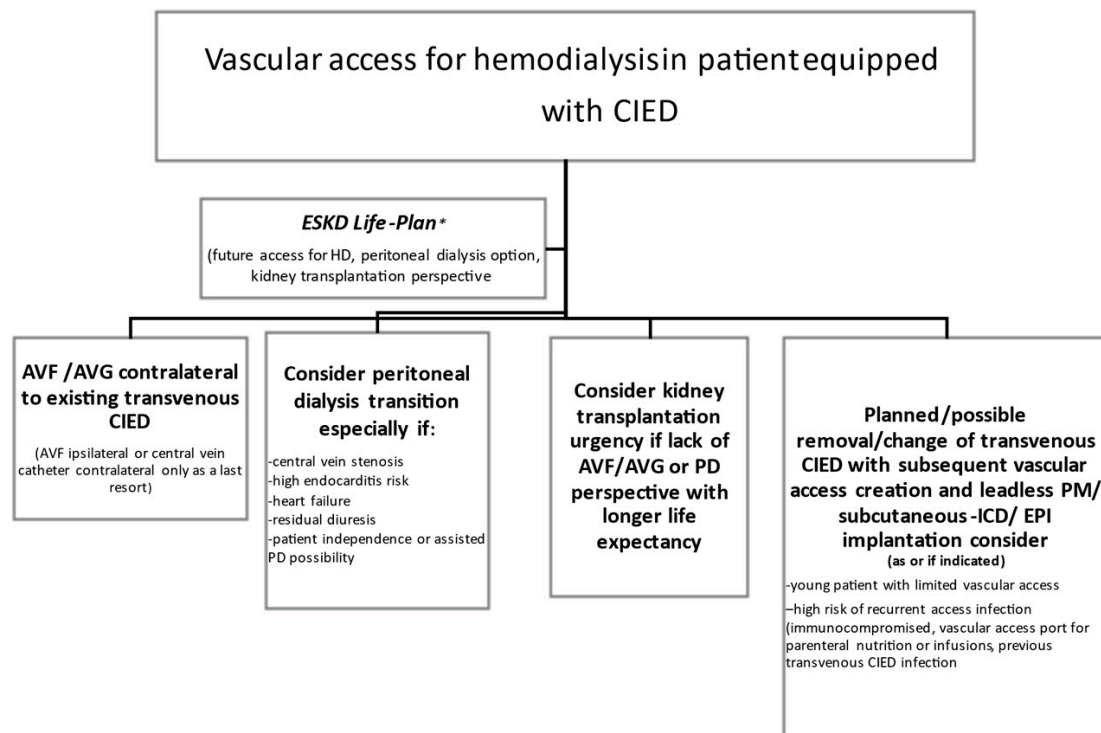 Vascular access for hemodialysisin patient equipped
with CIED
ESKD Life-Plan*
(future access for HD, peritoneal dialysis option,
kidney transplantation perspective
AVF /AVG contralateral
to existing transvenous
CIED
(AVF ipsilateral or central vein
catheter contralateral only as a last
resort)
Consider peritoneal
dialysis transition
especially if:
-central vein stenosis
-high endocarditis risk
-heart failure
-residual diuresis
-patient independence or assisted
PD possibility
Consider kidney
transplantation
urgency if lack of
AVF/AVG or PD
perspective with
longer life
expectancy
Planned/possible
removal/change of transvenous
CIED with subsequent vascular
access creation and leadless PM/
subcutaneous-ICD/ EPI
implantation consider
(as or if indicated)
-young patient with limited vascular access
–high risk of recurrent access infection
(immunocompromised, vascular access port for
parenteral nutrition or infusions, previous
transvenous CIED infection